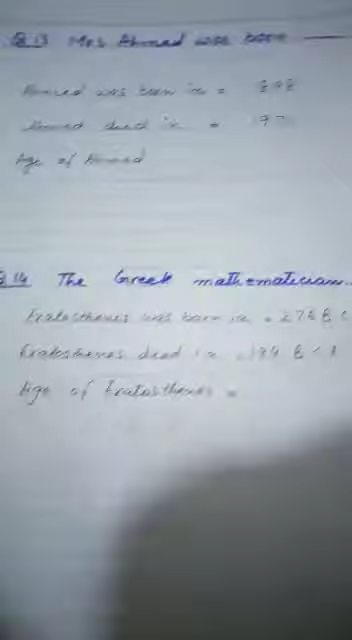 Q 13 Mrs Ahmed was born
Ahmed was born in =
Ahmed died in =
Age of Ahmed
Q 14 The Greek mathematician
Eratosthenes was born in = 276 B C
Eratosthenes died in = 194 B C
Age of Eratosthenes =